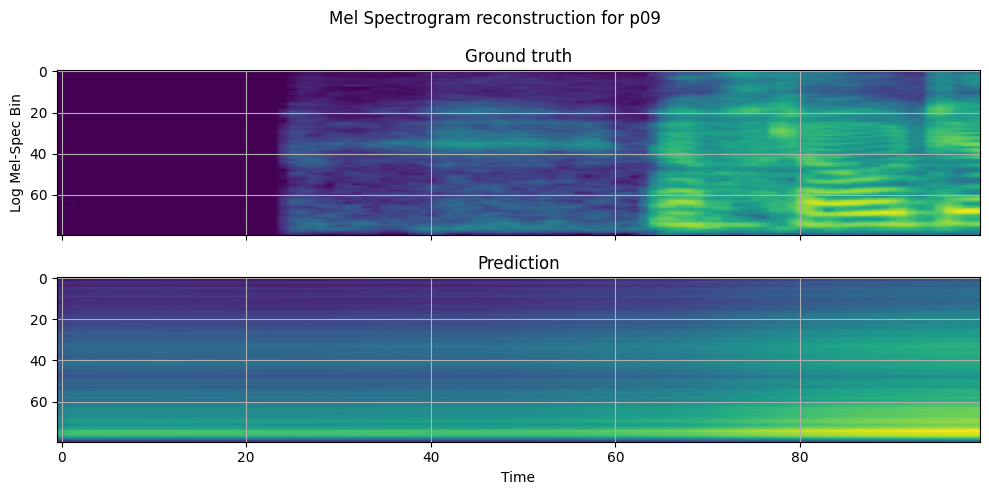 Mel Spectrogram reconstruction for p09
Ground truth
Log Mel-Spec Bin
0
20
40
60
Prediction
0
20
40
60
0 20 40 60 80
Time